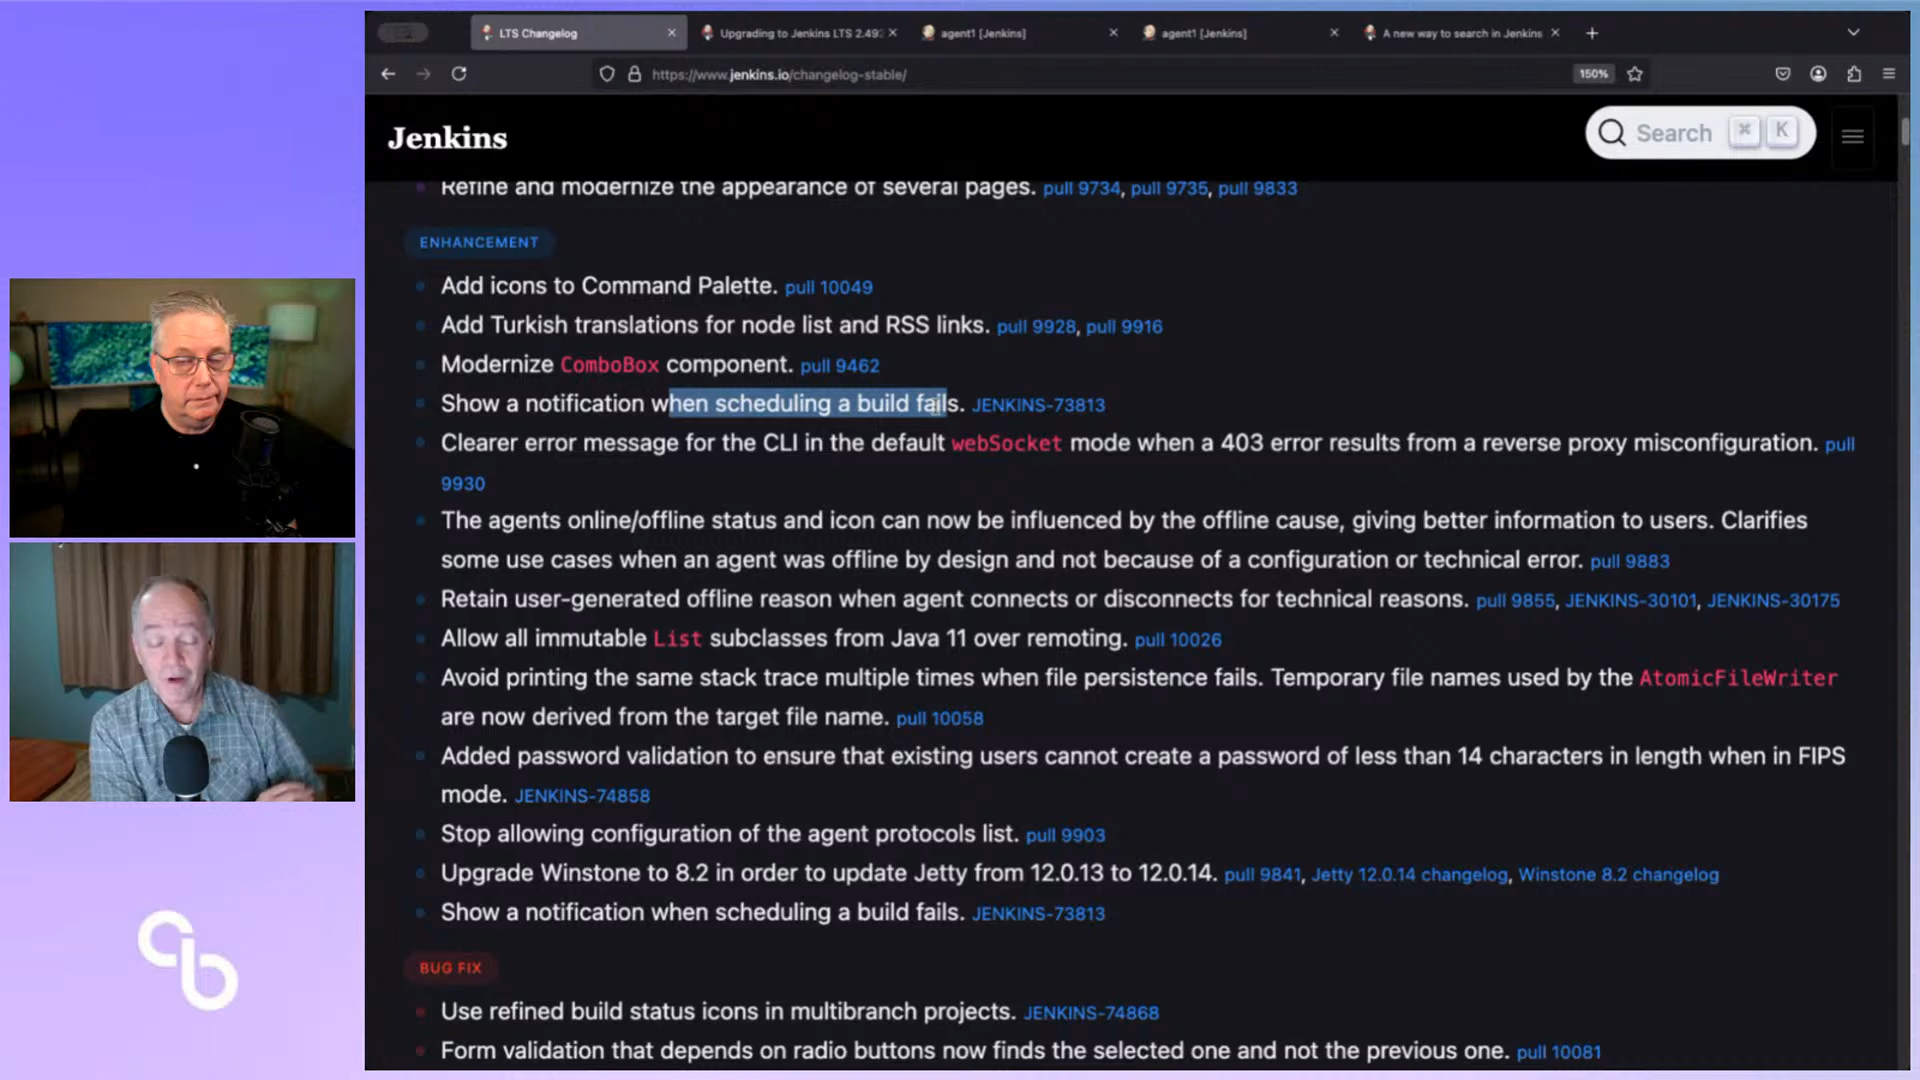 LTS Changelog
Upgrading to Jenkins LTS 2.49
agent1 [Jenkins]
agent1 [Jenkins]
A new way to search in Jenkins
https://www.jenkins.io/changelog-stable/
150%
Jenkins
Search ⌘ K
Refine and modernize the appearance of several pages. pull 9734, pull 9735, pull 9833
ENHANCEMENT
Add icons to Command Palette. pull 10049
Add Turkish translations for node list and RSS links. pull 9928, pull 9916
Modernize ComboBox component. pull 9462
Show a notification when scheduling a build fails. JENKINS-73813
Clearer error message for the CLI in the default webSocket mode when a 403 error results from a reverse proxy misconfiguration. pull
9930
The agents online/offline status and icon can now be influenced by the offline cause, giving better information to users. Clarifies
some use cases when an agent was offline by design and not because of a configuration or technical error. pull 9883
Retain user-generated offline reason when agent connects or disconnects for technical reasons. pull 9855, JENKINS-30101, JENKINS-30175
Allow all immutable List subclasses from Java 11 over remoting. pull 10026
Avoid printing the same stack trace multiple times when file persistence fails. Temporary file names used by the AtomicFileWriter
are now derived from the target file name. pull 10058
Added password validation to ensure that existing users cannot create a password of less than 14 characters in length when in FIPS
mode. JENKINS-74858
Stop allowing configuration of the agent protocols list. pull 9903
Upgrade Winstone to 8.2 in order to update Jetty from 12.0.13 to 12.0.14. pull 9841, Jetty 12.0.14 changelog, Winstone 8.2 changelog
Show a notification when scheduling a build fails. JENKINS-73813
BUG FIX
Use refined build status icons in multibranch projects. JENKINS-74868
Form validation that depends on radio buttons now finds the selected one and not the previous one. pull 10081